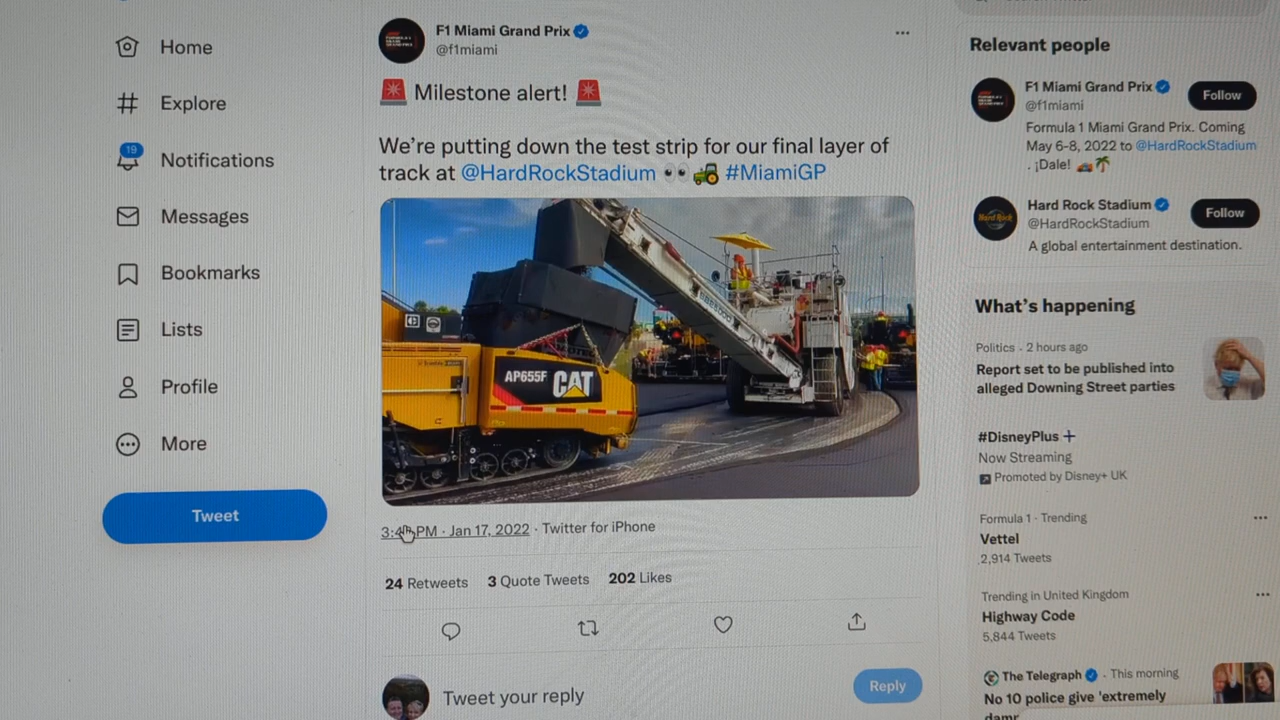 Home
Explore
19
Notifications
Messages
Bookmarks
Lists
Profile
More
Tweet
F1 Miami Grand Prix
@f1miami
Milestone alert!
We're putting down the test strip for our final layer of
track at @HardRockStadium #MiamiGP
AP655F CAT
PM · Jan 17, 2022 · Twitter for iPhone
24 Retweets 3 Quote Tweets 202 Likes
Tweet your reply
Reply
Relevant people
F1 Miami Grand Prix
@f1miami
Follow
Formula 1 Miami Grand Prix. Coming
May 6-8, 2022 to @HardRockStadium
. ¡Dale!
Hard Rock
Hard Rock Stadium
@HardRockStadium
Follow
A global entertainment destination.
What's happening
Politics · 2 hours ago
Report set to be published into
alleged Downing Street parties
#DisneyPlus
Now Streaming
Promoted by Disney+ UK
Formula 1 · Trending
Vettel
2,914 Tweets
Trending in United Kingdom
Highway Code
5,844 Tweets
The Telegraph · This morning
No 10 police give 'extremely